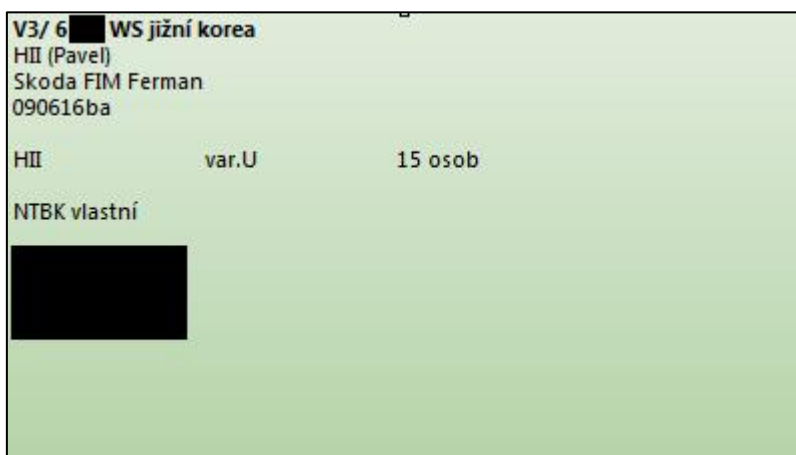 V3/ 6 WS jižní korea
HII (Pavel)
Skoda FIM Ferman
090616ba
HII var.U 15 osob
NTBK vlastní